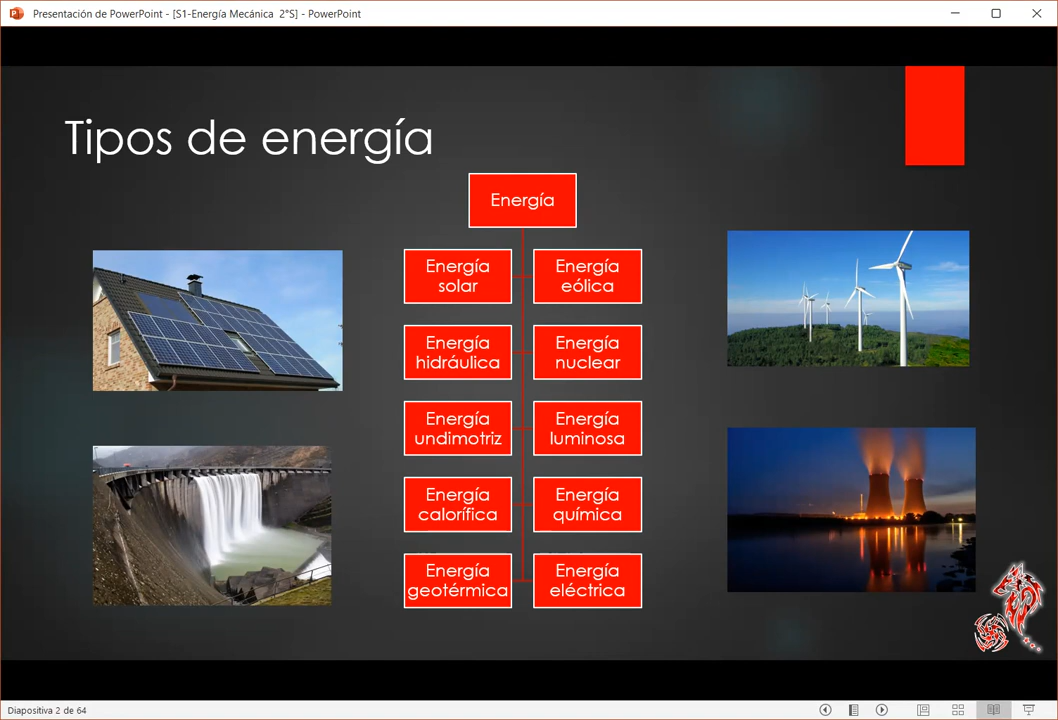 Presentación de PowerPoint - [S1-Energía Mecánica  2°S] - PowerPoint
Tipos de energía
Energía
Energía
solar
Energía
eólica
Energía
hidráulica
Energía
nuclear
Energía
undimotriz
Energía
luminosa
Energía
calorífica
Energía
química
Energía
geotérmica
Energía
eléctrica
Diapositiva 2 de 64